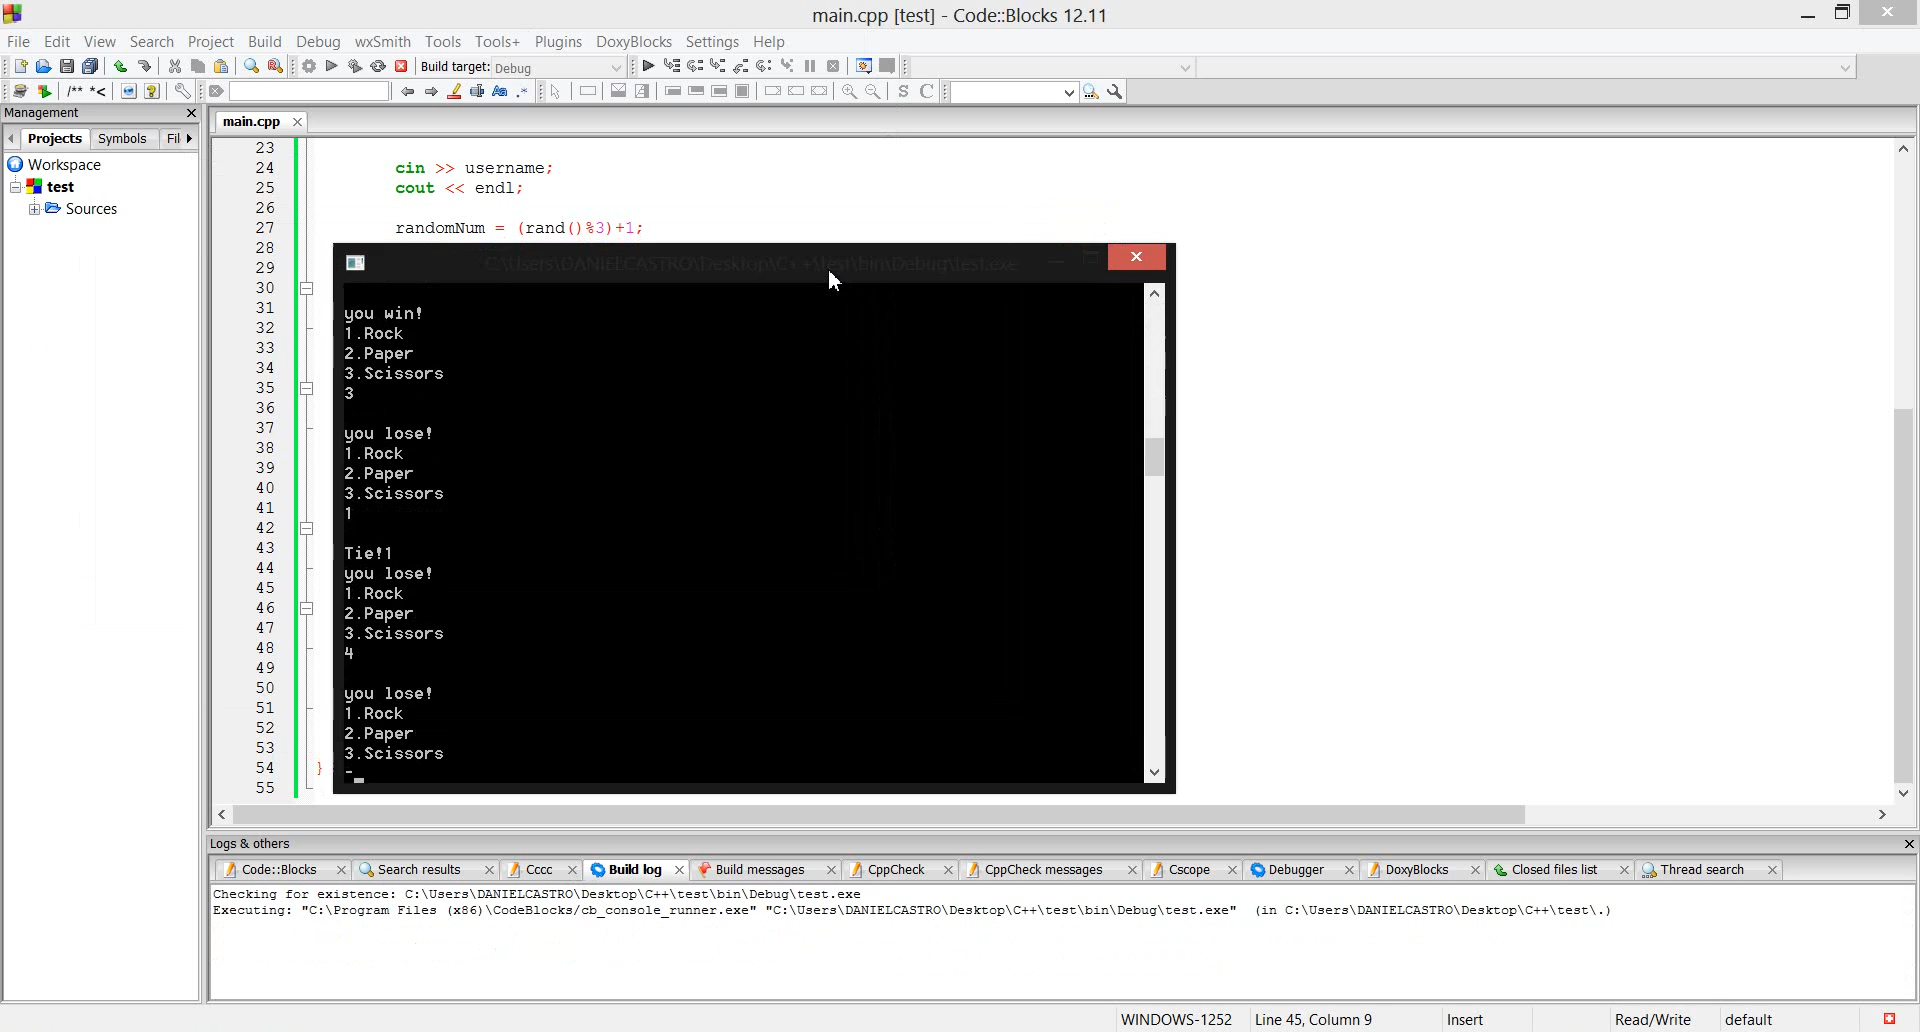 main.cpp [test] - Code::Blocks 12.11
File Edit View Search Project Build Debug wxSmith Tools Tools+ Plugins DoxyBlocks Settings Help
Build target: Debug
/** *<
Aa .* S C
Management
main.cpp
Projects Symbols Fil
Workspace
test
Sources
23
24 cin >> username;
25 cout << endl;
26
27 randomNum = (rand()%3)+1;
28
29
30
31
32
33
34
35
36
37
38
39
40
41
42
43
44
45
46
47
48
49
50
51
52
53
54 }
55
C:\Users\DANIELCASTRO\Desktop\C++\test\bin\Debug\test.exe
you win!
1.Rock
2.Paper
3.Scissors
3
you lose!
1.Rock
2.Paper
3.Scissors
1
Tie!1
you lose!
1.Rock
2.Paper
3.Scissors
4
you lose!
1.Rock
2.Paper
3.Scissors
-
Logs & others
Code::Blocks Search results Cccc Build log Build messages CppCheck CppCheck messages Cscope Debugger DoxyBlocks Closed files list Thread search
Checking for existence: C:\Users\DANIELCASTRO\Desktop\C++\test\bin\Debug\test.exe
Executing: "C:\Program Files (x86)\CodeBlocks/cb_console_runner.exe" "C:\Users\DANIELCASTRO\Desktop\C++\test\bin\Debug\test.exe" (in C:\Users\DANIELCASTRO\Desktop\C++\test\.)
WINDOWS-1252 Line 45, Column 9 Insert Read/Write default